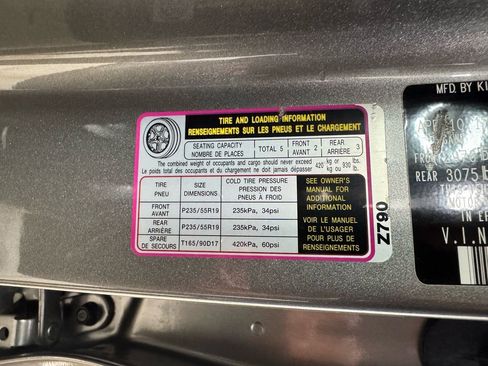 TIRE AND LOADING INFORMATION
RENSEIGNEMENTS SUR LES PNEUS ET LE CHARGEMENT
SEATING CAPACITY
NOMBRE DE PLACES
TOTAL 5
FRONT
AVANT 2
REAR
ARRIÈRE 3
The combined weight of occupants and cargo should never exceed 420 kg or 930 lbs.
Le poids total des occupants et du chargement ne doit jamais dépasser 420 kg ou 930 lb.
TIRE
PNEU
SIZE
DIMENSIONS
COLD TIRE PRESSURE
PRESSION DES
PNEUS À FROID
SEE OWNER'S
MANUAL FOR
ADDITIONAL
INFORMATION
VOIR LE MANUEL
DE L'USAGER
POUR PLUS DE
RENSEIGNEMENTS
FRONT
AVANT
P235/55R19
235kPa, 34psi
REAR
ARRIÈRE
P235/55R19
235kPa, 34psi
SPARE
DE SECOURS
T165/90D17
420kPa, 60psi
Z790
MFD. BY KI
REAR 3075
V.I.N